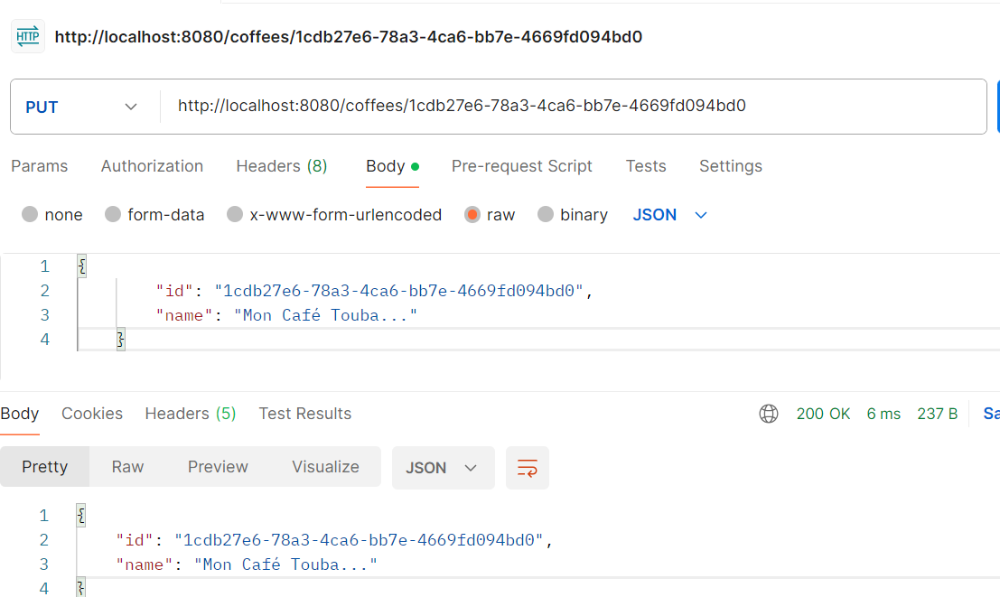 HTTP http://localhost:8080/coffees/1cdb27e6-78a3-4ca6-bb7e-4669fd094bd0
PUT http://localhost:8080/coffees/1cdb27e6-78a3-4ca6-bb7e-4669fd094bd0
Params Authorization Headers (8) Body Pre-request Script Tests Settings
none form-data x-www-form-urlencoded raw binary JSON
1 {
2 "id": "1cdb27e6-78a3-4ca6-bb7e-4669fd094bd0",
3 "name": "Mon Café Touba..."
4 }
Body Cookies Headers (5) Test Results 200 OK 6 ms 237 B Sa
Pretty Raw Preview Visualize JSON
1 {
2 "id": "1cdb27e6-78a3-4ca6-bb7e-4669fd094bd0",
3 "name": "Mon Café Touba..."
4 }